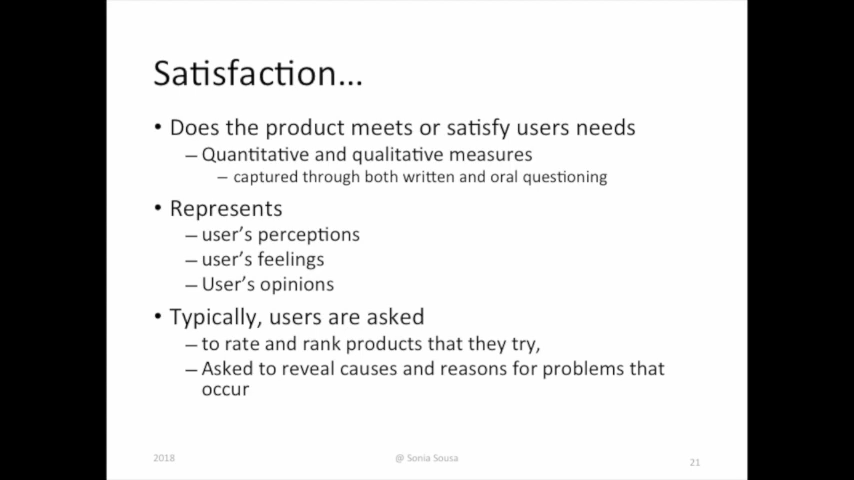 Satisfaction...
• Does the product meets or satisfy users needs
– Quantitative and qualitative measures
– captured through both written and oral questioning
• Represents
– user's perceptions
– user's feelings
– User's opinions
• Typically, users are asked
– to rate and rank products that they try,
– Asked to reveal causes and reasons for problems that
occur
2018
@ Sonia Sousa
21